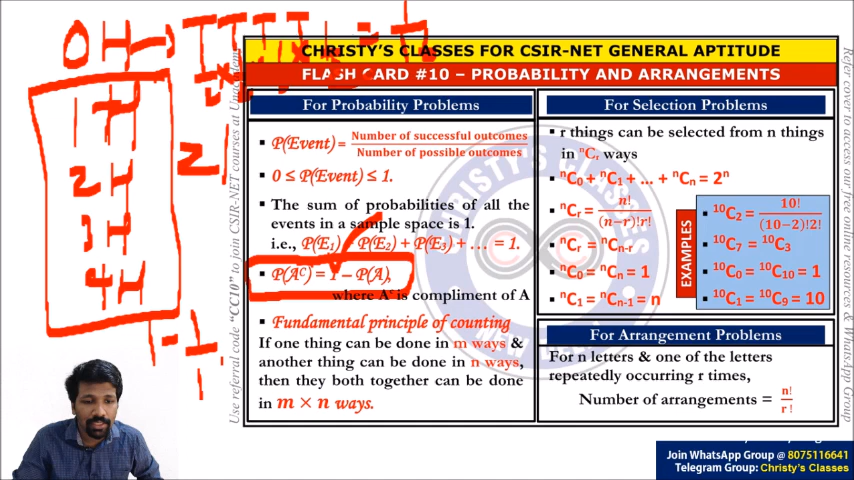 CHRISTY'S CLASSES FOR CSIR-NET GENERAL APTITUDE
FLASH CARD #10 – PROBABILITY AND ARRANGEMENTS
For Probability Problems
▪ P(Event) = Number of successful outcomes / Number of possible outcomes
▪ 0 ≤ P(Event) ≤ 1.
▪ The sum of probabilities of all the
events in a sample space is 1.
i.e., P(E₁) P(E₂) + P(E₃) + … = 1.
▪ P(Aᶜ) = 1 – P(A),
where Aᶜ is compliment of A
▪ Fundamental principle of counting
If one thing can be done in m ways &
another thing can be done in n ways,
then they both together can be done
in m × n ways.
For Selection Problems
▪ r things can be selected from n things
in ⁿCᵣ ways
▪ ⁿC₀ + ⁿC₁ + … + ⁿCₙ = 2ⁿ
▪ ⁿCᵣ = n! / (n–r)!r!
▪ ⁿCᵣ = ⁿCₙ₋ᵣ
▪ ⁿC₀ = ⁿCₙ = 1
▪ ⁿC₁ = ⁿCₙ₋₁ = n
EXAMPLES
▪ ¹⁰C₂ = 10! / (10–2)!2!
▪ ¹⁰C₇ = ¹⁰C₃
▪ ¹⁰C₀ = ¹⁰C₁₀ = 1
▪ ¹⁰C₁ = ¹⁰C₉ = 10
For Arrangement Problems
For n letters & one of the letters
repeatedly occurring r times,
Number of arrangements = n! / r!
0H →
1H
2H
3H
4H
Use referral code "CC10" to join CSIR-NET courses at Unacademy
Refer cover to access our free online resources & WhatsApp Group
CHRISTY'S CLASSES
Join WhatsApp Group @ 8075116641
Telegram Group: Christy's Classes